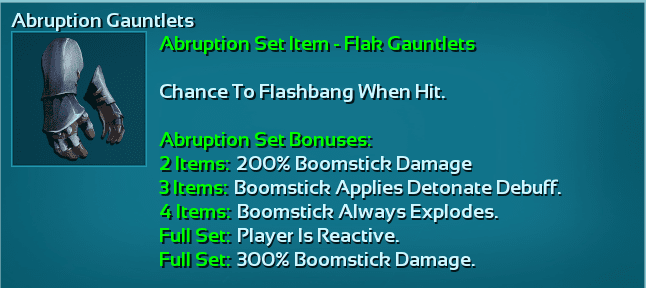 Abruption Gauntlets
Abruption Set Item - Flak Gauntlets
Chance To Flashbang When Hit.
Abruption Set Bonuses:
2 Items: 200% Boomstick Damage
3 Items: Boomstick Applies Detonate Debuff.
4 Items: Boomstick Always Explodes.
Full Set: Player Is Reactive.
Full Set: 300% Boomstick Damage.